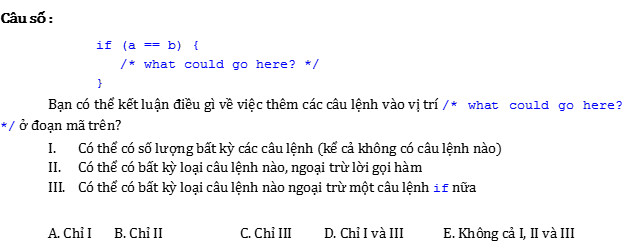 Câu số :
if (a == b) {
/* what could go here? */
}
Bạn có thể kết luận điều gì về việc thêm các câu lệnh vào vị trí /* what could go here?
*/ ở đoạn mã trên?
I. Có thể có số lượng bất kỳ các câu lệnh (kể cả không có câu lệnh nào)
II. Có thể có bất kỳ loại câu lệnh nào, ngoại trừ lời gọi hàm
III. Có thể có bất kỳ loại câu lệnh nào ngoại trừ một câu lệnh if nữa
A. Chỉ I B. Chỉ II C. Chỉ III D. Chỉ I và III E. Không cả I, II và III